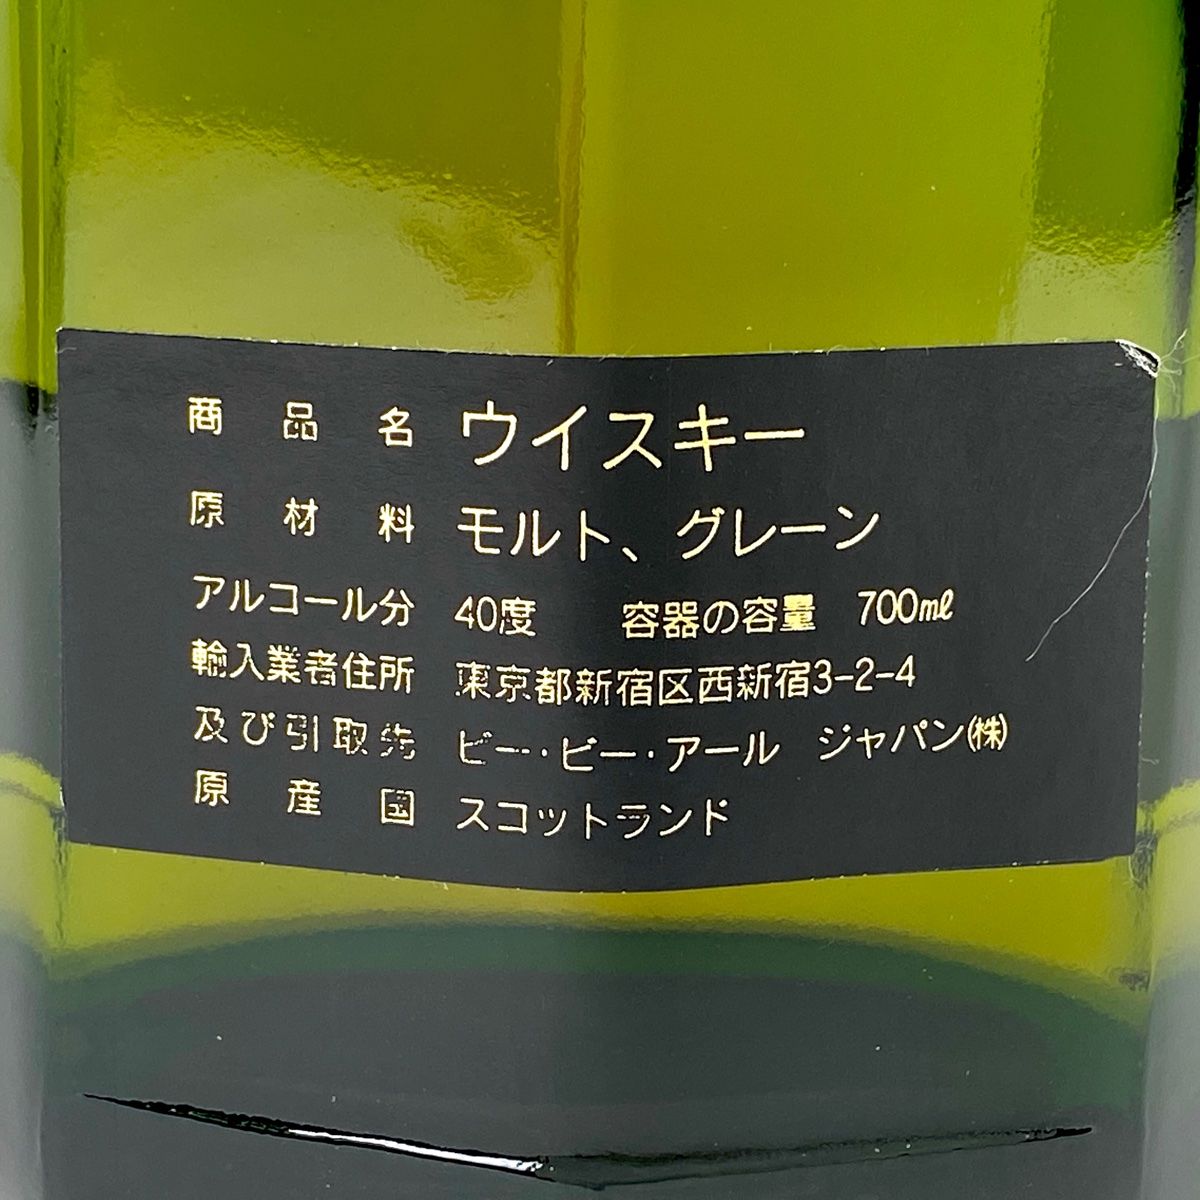 商品名 ウイスキー
原材料 モルト、グレーン
アルコール分 40度 容器の容量 700ml
輸入業者住所 東京都新宿区西新宿3-2-4
及び引取先 ビー・ビー・アール ジャパン(株)
原産国 スコットランド